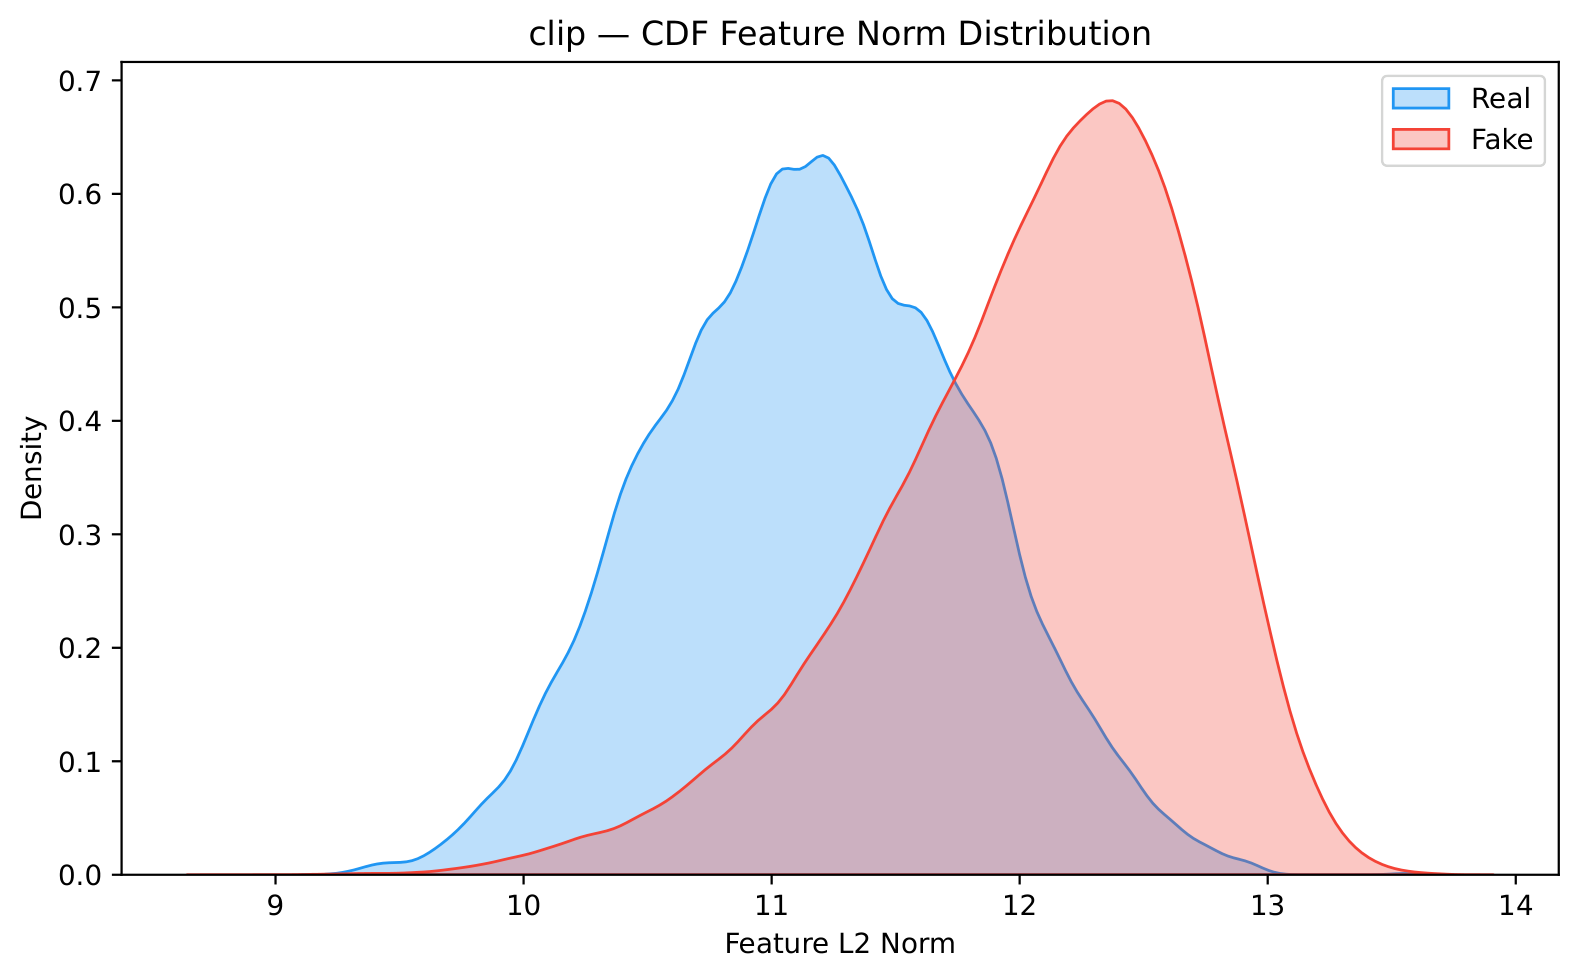 clip — CDF Feature Norm Distribution
Real
Fake
Density
0.7
0.6
0.5
0.4
0.3
0.2
0.1
0.0
9 10 11 12 13 14
Feature L2 Norm